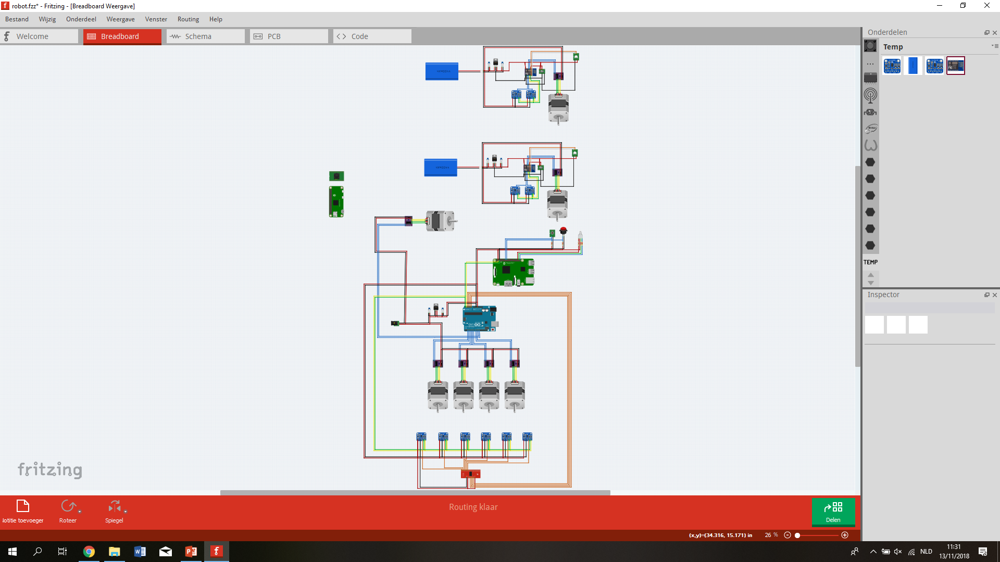 robot.fzz* - Fritzing - [Breadboard Weergave]
Bestand Wijzig Onderdeel Weergave Venster Routing Help
Welcome Breadboard Schema PCB Code
Onderdelen
Temp
TEMP
Inspector
fritzing
Routing klaar
lotitie toevoeger Roteer Spiegel Delen
(x,y)=(34.316, 15.171) in 26 %
NLD 11:31
13/11/2018